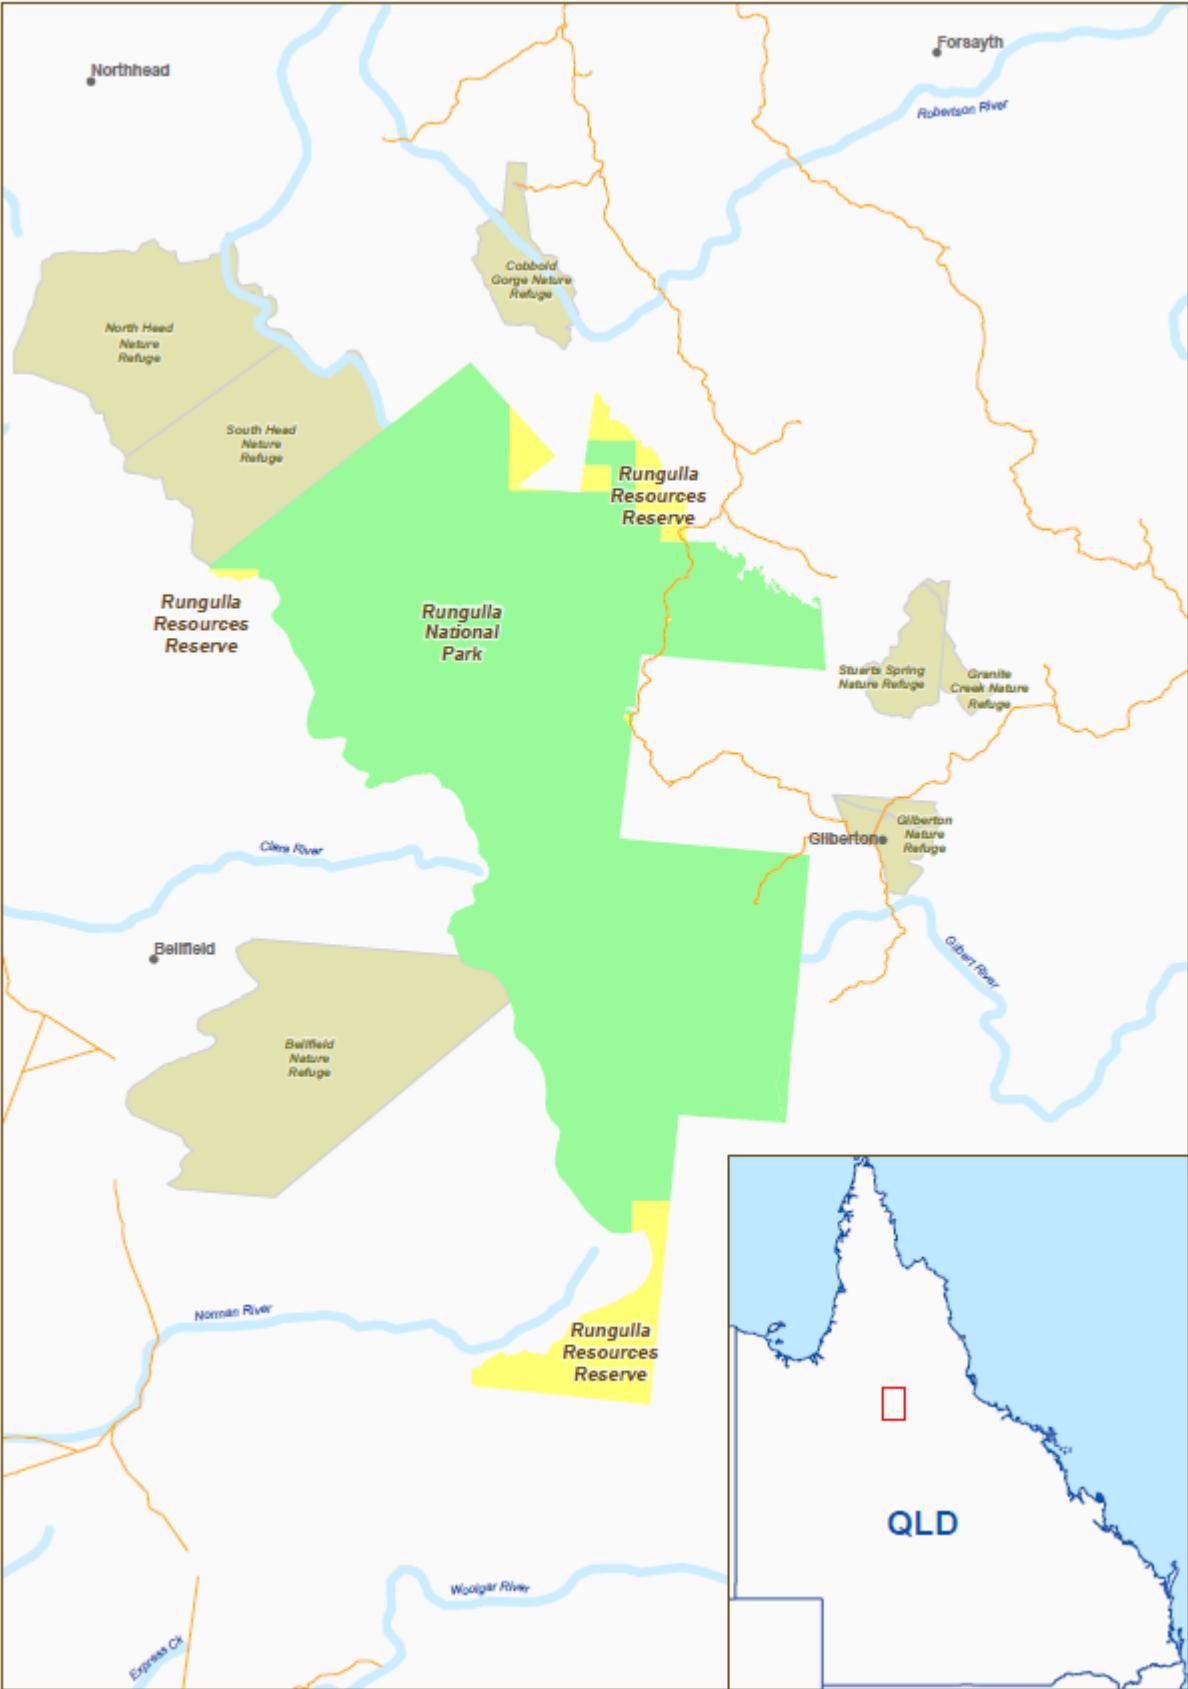 Northhead
Forsayth
Robertson River
Cobbold
Gorge Nature
Refuge
North Head
Nature
Refuge
South Head
Nature
Refuge
Rungulla
Resources
Reserve
Rungulla
Resources
Reserve
Rungulla
National
Park
Stuarts Spring
Nature Refuge
Granite
Creek Nature
Refuge
Gilberton
Gilberton
Nature
Refuge
Clara River
Bellfield
Gilbert River
Bellfield
Nature
Refuge
Norman River
Rungulla
Resources
Reserve
QLD
Woolgar River
Express Ck